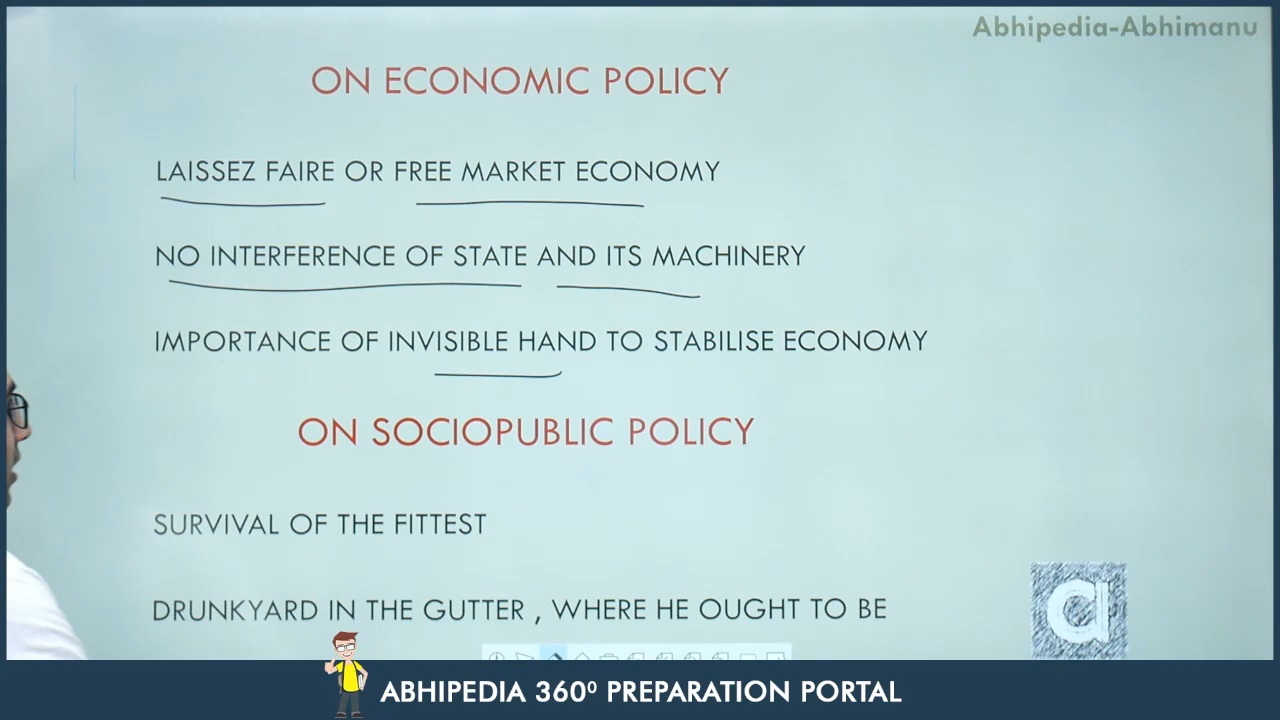 Abhipedia-Abhimanu
ON ECONOMIC POLICY
LAISSEZ FAIRE OR FREE MARKET ECONOMY
NO INTERFERENCE OF STATE AND ITS MACHINERY
IMPORTANCE OF INVISIBLE HAND TO STABILISE ECONOMY
ON SOCIOPUBLIC POLICY
SURVIVAL OF THE FITTEST
DRUNKYARD IN THE GUTTER , WHERE HE OUGHT TO BE
a
ABHIPEDIA 360⁰ PREPARATION PORTAL